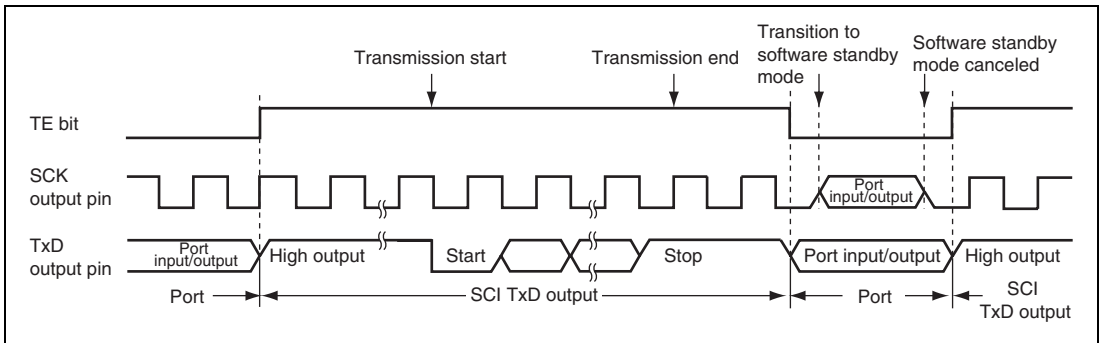 Transmission start
Transmission end
Transition to
software standby
mode
Software standby
mode canceled
TE bit
SCK
output pin
Port
input/output
TxD
output pin
Port
input/output
High output
Start
Stop
Port input/output
High output
Port
SCI TxD output
Port
SCI
TxD output